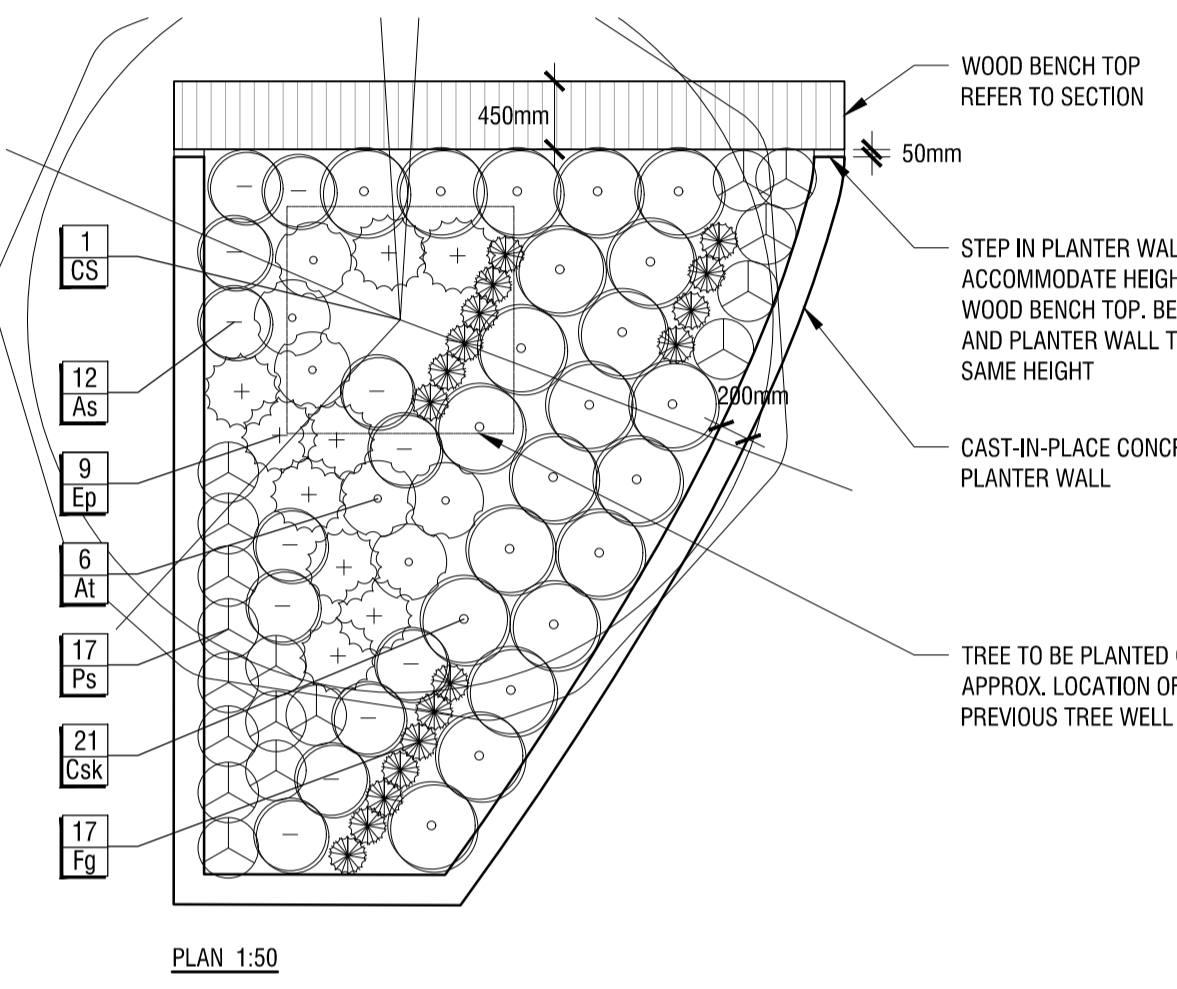 WOOD BENCH TOP
REFER TO SECTION
450mm
50mm
1
CS
STEP IN PLANTER WAL
ACCOMMODATE HEIGH
WOOD BENCH TOP. BE
AND PLANTER WALL T
SAME HEIGHT
12
As
200mm
CAST-IN-PLACE CONCR
PLANTER WALL
9
Ep
6
At
17
Ps
TREE TO BE PLANTED
APPROX. LOCATION OF
PREVIOUS TREE WELL
21
Csk
17
Fg
PLAN 1:50